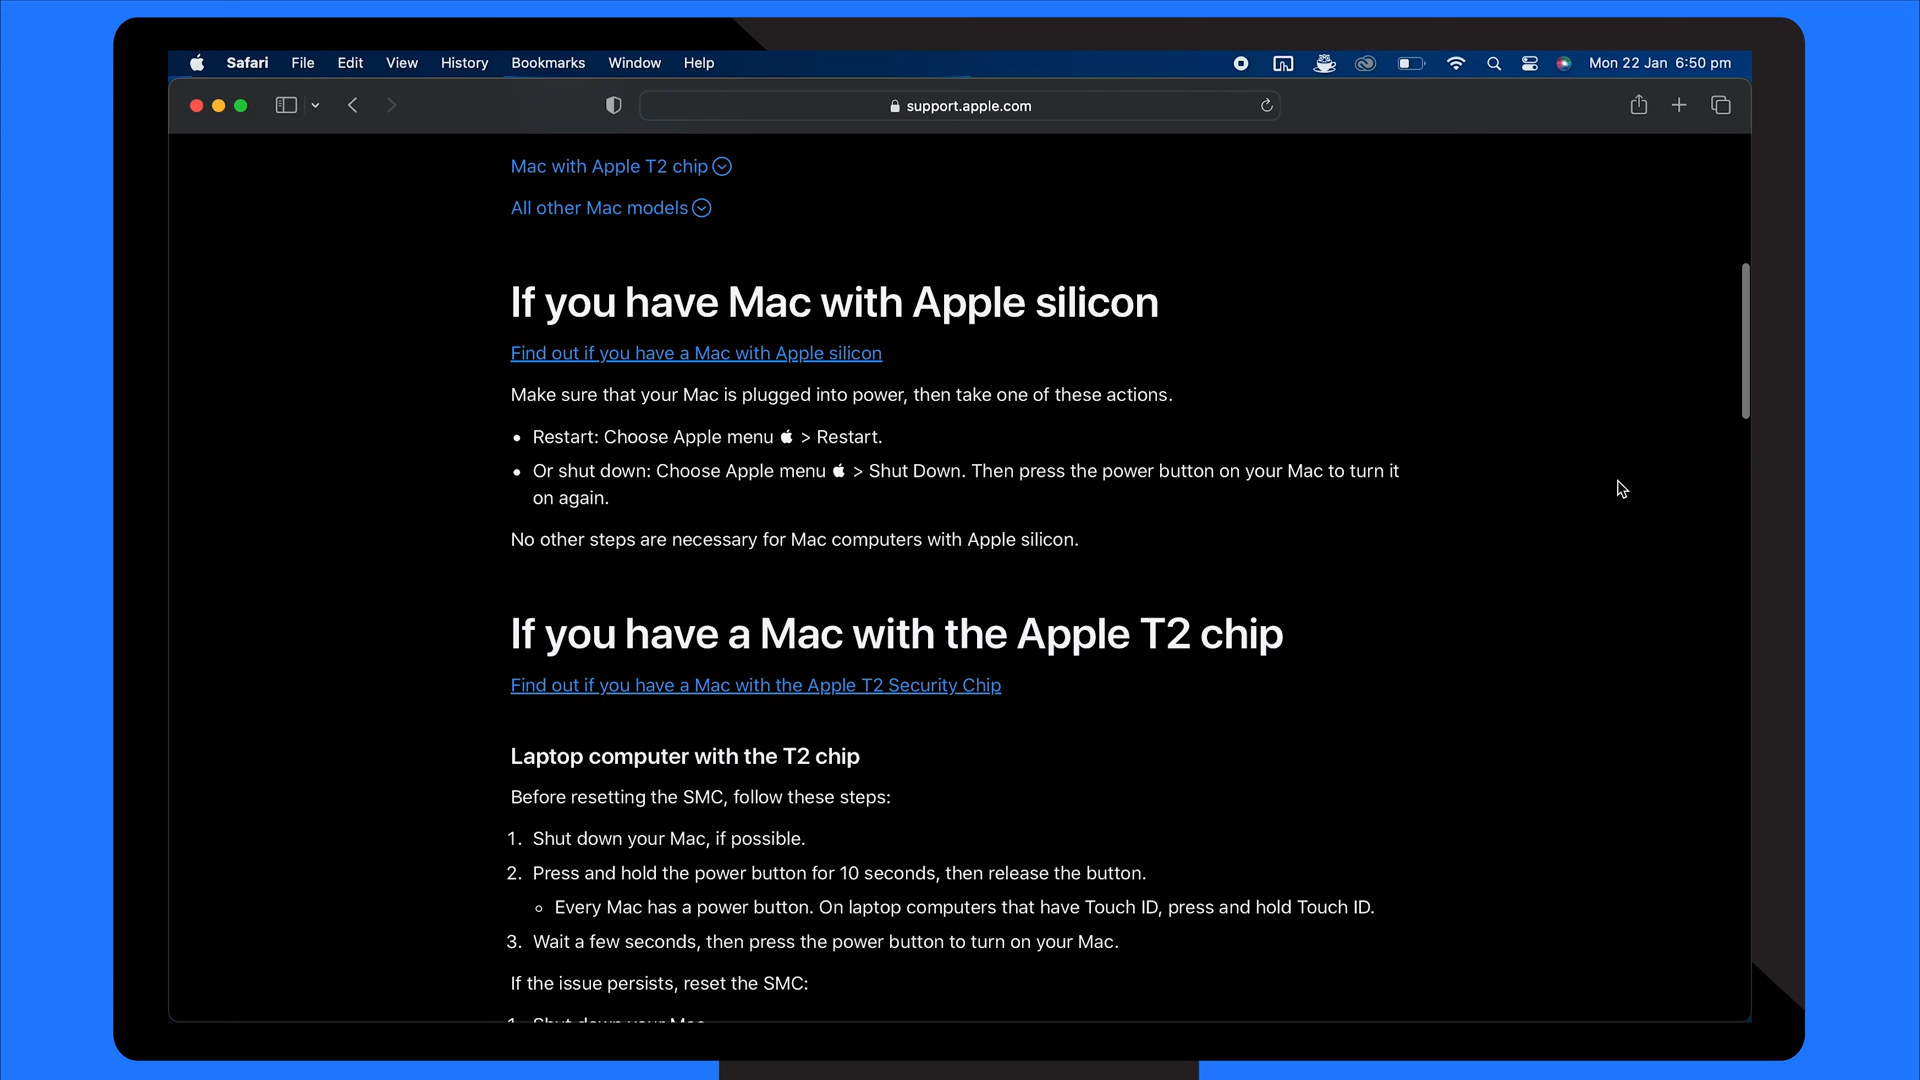 Safari File Edit View History Bookmarks Window Help Mon 22 Jan 6:50 pm
support.apple.com
Mac with Apple T2 chip
All other Mac models
If you have Mac with Apple silicon
Find out if you have a Mac with Apple silicon
Make sure that your Mac is plugged into power, then take one of these actions.
• Restart: Choose Apple menu  > Restart.
• Or shut down: Choose Apple menu  > Shut Down. Then press the power button on your Mac to turn it
on again.
No other steps are necessary for Mac computers with Apple silicon.
If you have a Mac with the Apple T2 chip
Find out if you have a Mac with the Apple T2 Security Chip
Laptop computer with the T2 chip
Before resetting the SMC, follow these steps:
1. Shut down your Mac, if possible.
2. Press and hold the power button for 10 seconds, then release the button.
◦ Every Mac has a power button. On laptop computers that have Touch ID, press and hold Touch ID.
3. Wait a few seconds, then press the power button to turn on your Mac.
If the issue persists, reset the SMC:
1. Shut down your Mac.